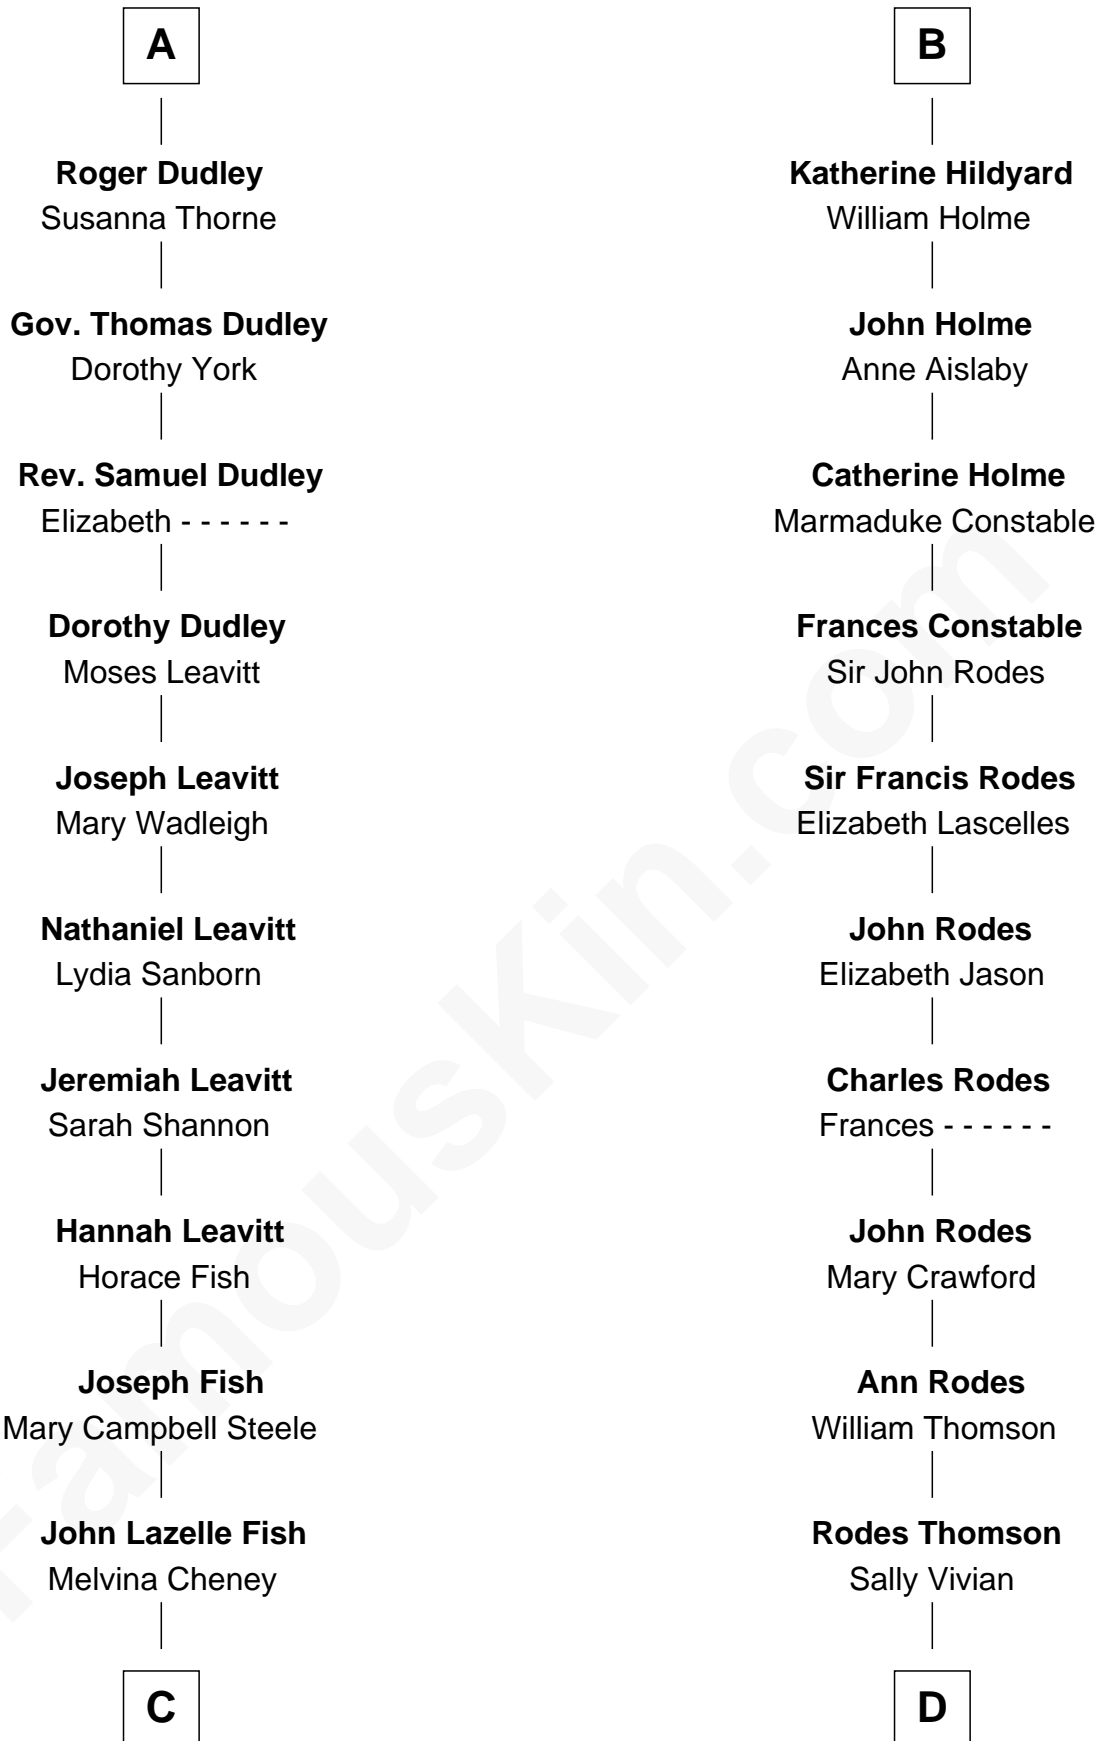 A
Roger Dudley
Susanna Thorne
Gov. Thomas Dudley
Dorothy York
Rev. Samuel Dudley
Elizabeth - - - - - -
Dorothy Dudley
Moses Leavitt
Joseph Leavitt
Mary Wadleigh
Nathaniel Leavitt
Lydia Sanborn
Jeremiah Leavitt
Sarah Shannon
Hannah Leavitt
Horace Fish
Joseph Fish
Mary Campbell Steele
John Lazelle Fish
Melvina Cheney
C
B
Katherine Hildyard
William Holme
John Holme
Anne Aislaby
Catherine Holme
Marmaduke Constable
Frances Constable
Sir John Rodes
Sir Francis Rodes
Elizabeth Lascelles
John Rodes
Elizabeth Jason
Charles Rodes
Frances - - - - - -
John Rodes
Mary Crawford
Ann Rodes
William Thomson
Rodes Thomson
Sally Vivian
D
FamousKin.com